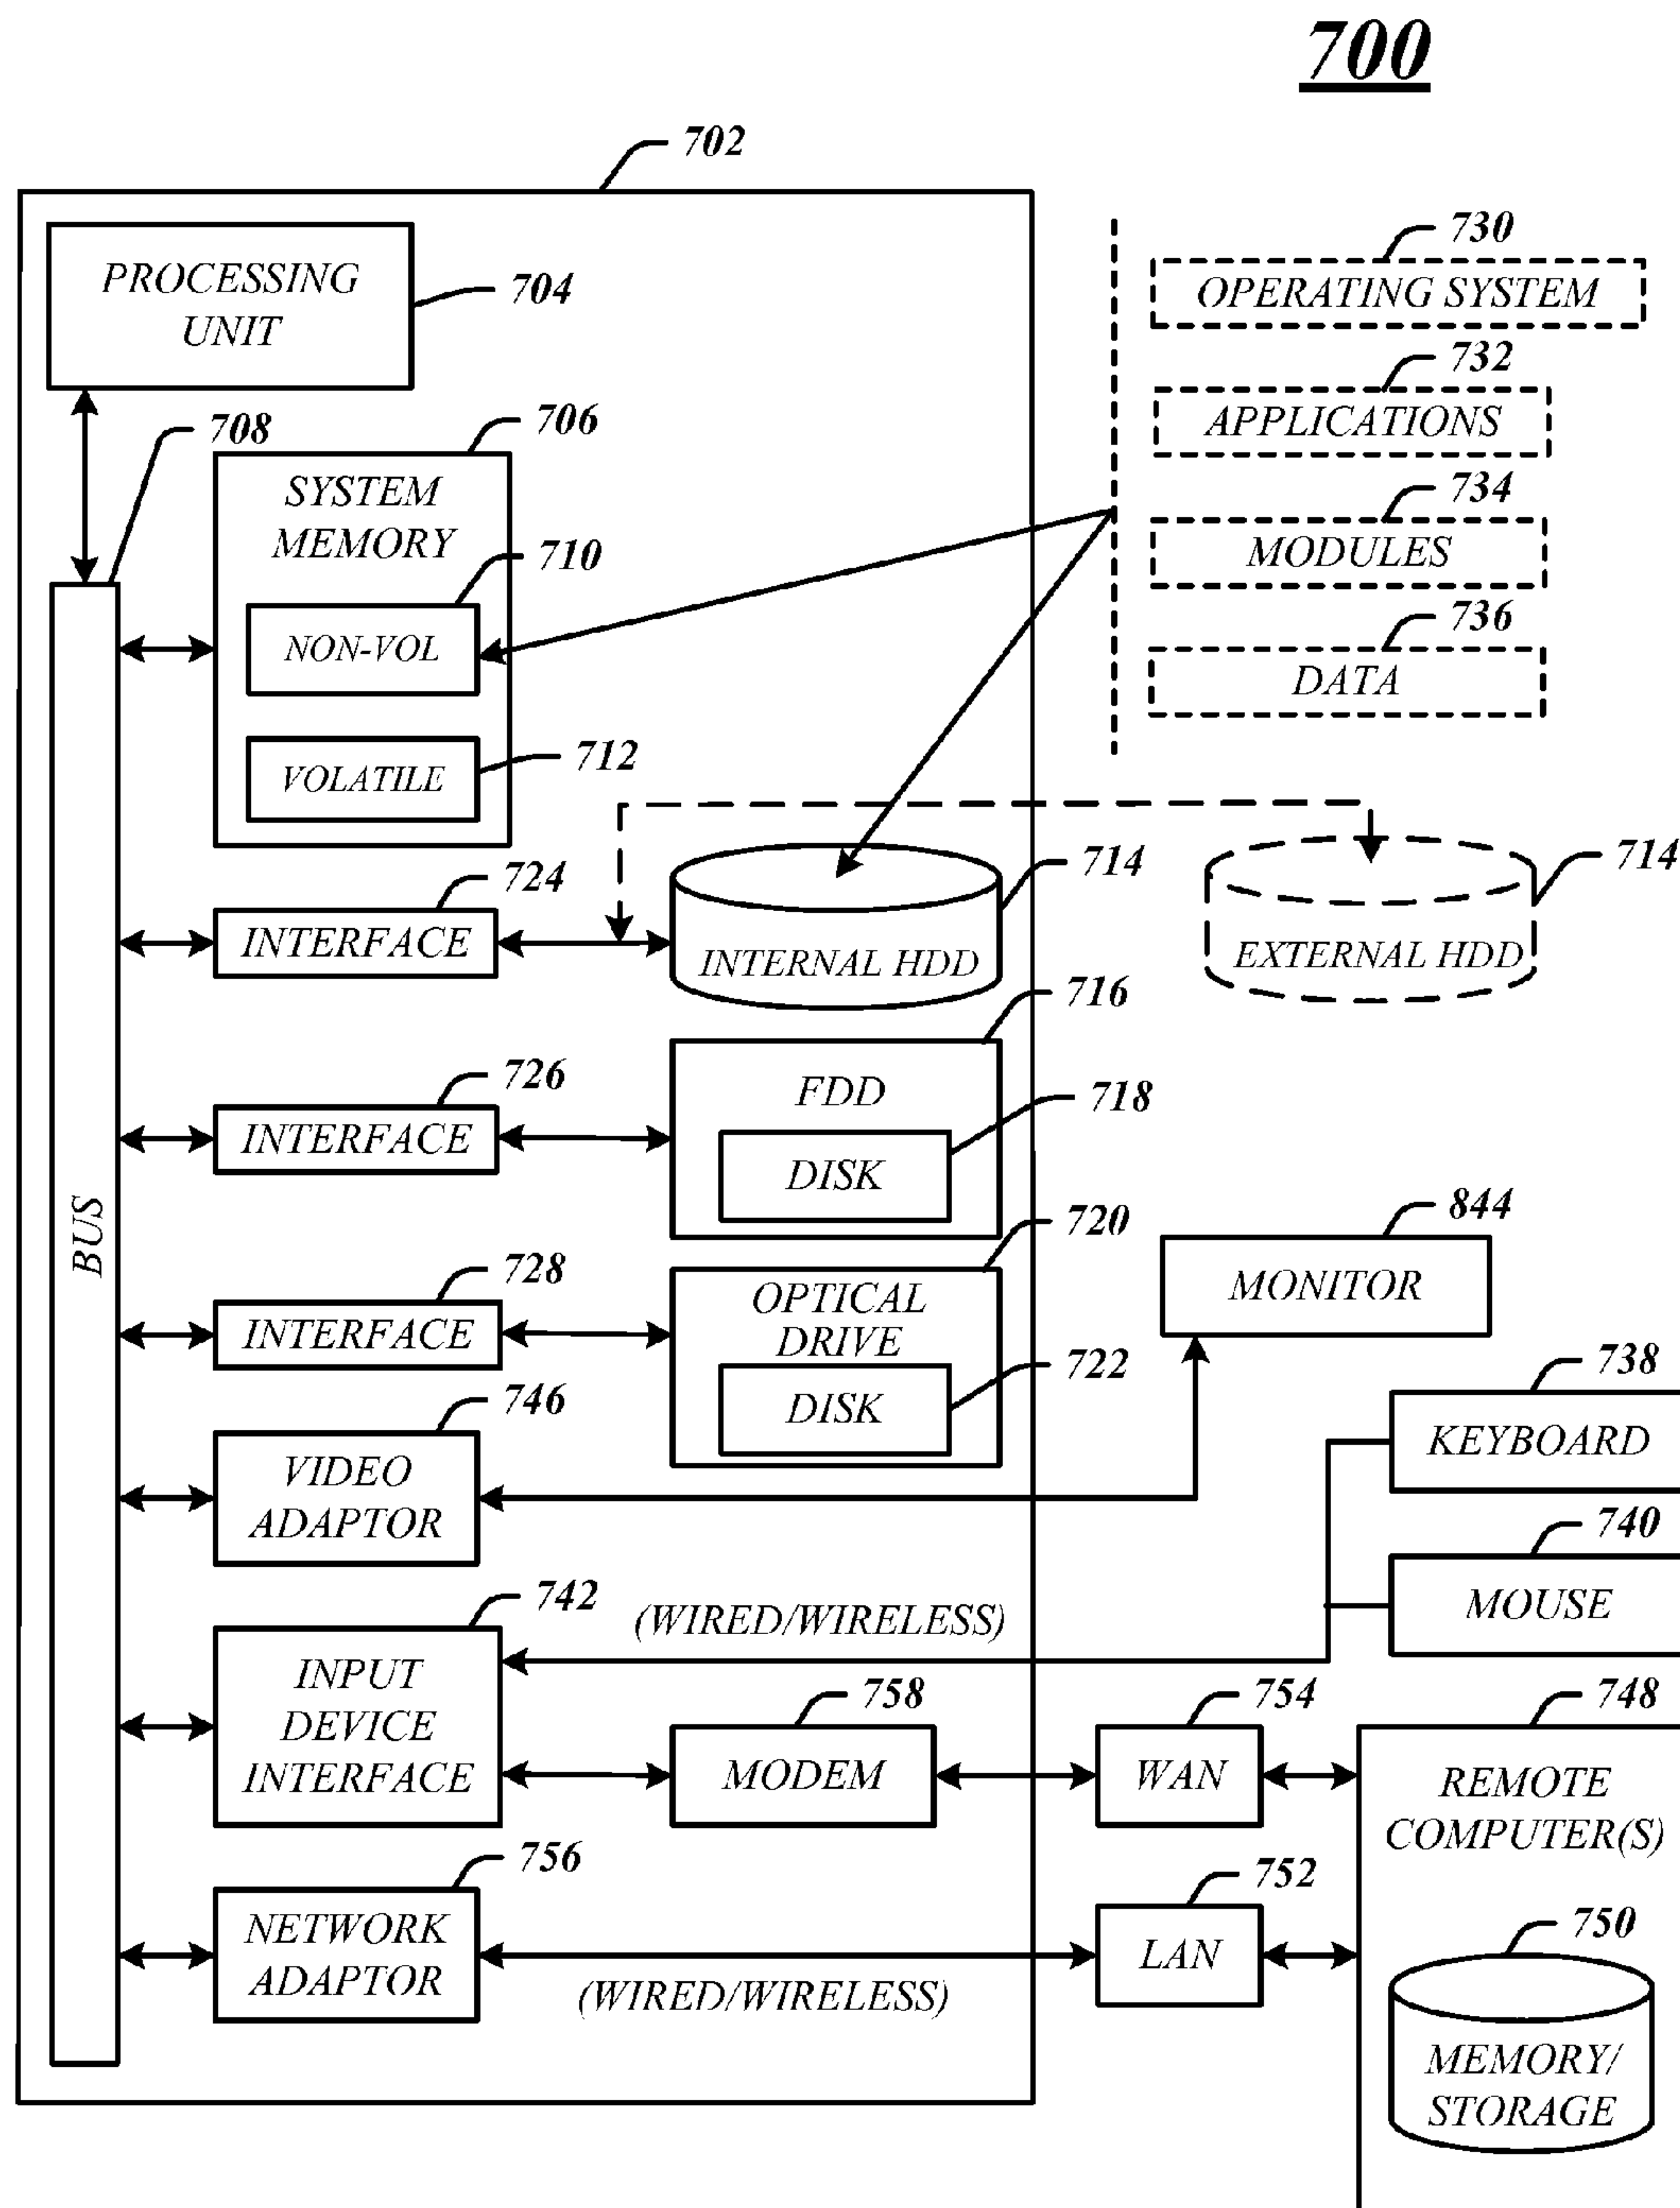 700
702
PROCESSING
UNIT
704
730
OPERATING SYSTEM
732
APPLICATIONS
734
MODULES
736
DATA
708
706
SYSTEM
MEMORY
710
NON-VOL
712
VOLATILE
724
INTERFACE
714
INTERNAL HDD
714
EXTERNAL HDD
716
726
INTERFACE
FDD
718
DISK
BUS
720
728
INTERFACE
OPTICAL
DRIVE
722
DISK
844
MONITOR
738
KEYBOARD
746
VIDEO
ADAPTOR
740
MOUSE
742
INPUT
DEVICE
INTERFACE
(WIRED/WIRELESS)
758
MODEM
754
WAN
748
REMOTE
COMPUTER(S)
756
NETWORK
ADAPTOR
(WIRED/WIRELESS)
752
LAN
750
MEMORY/
STORAGE